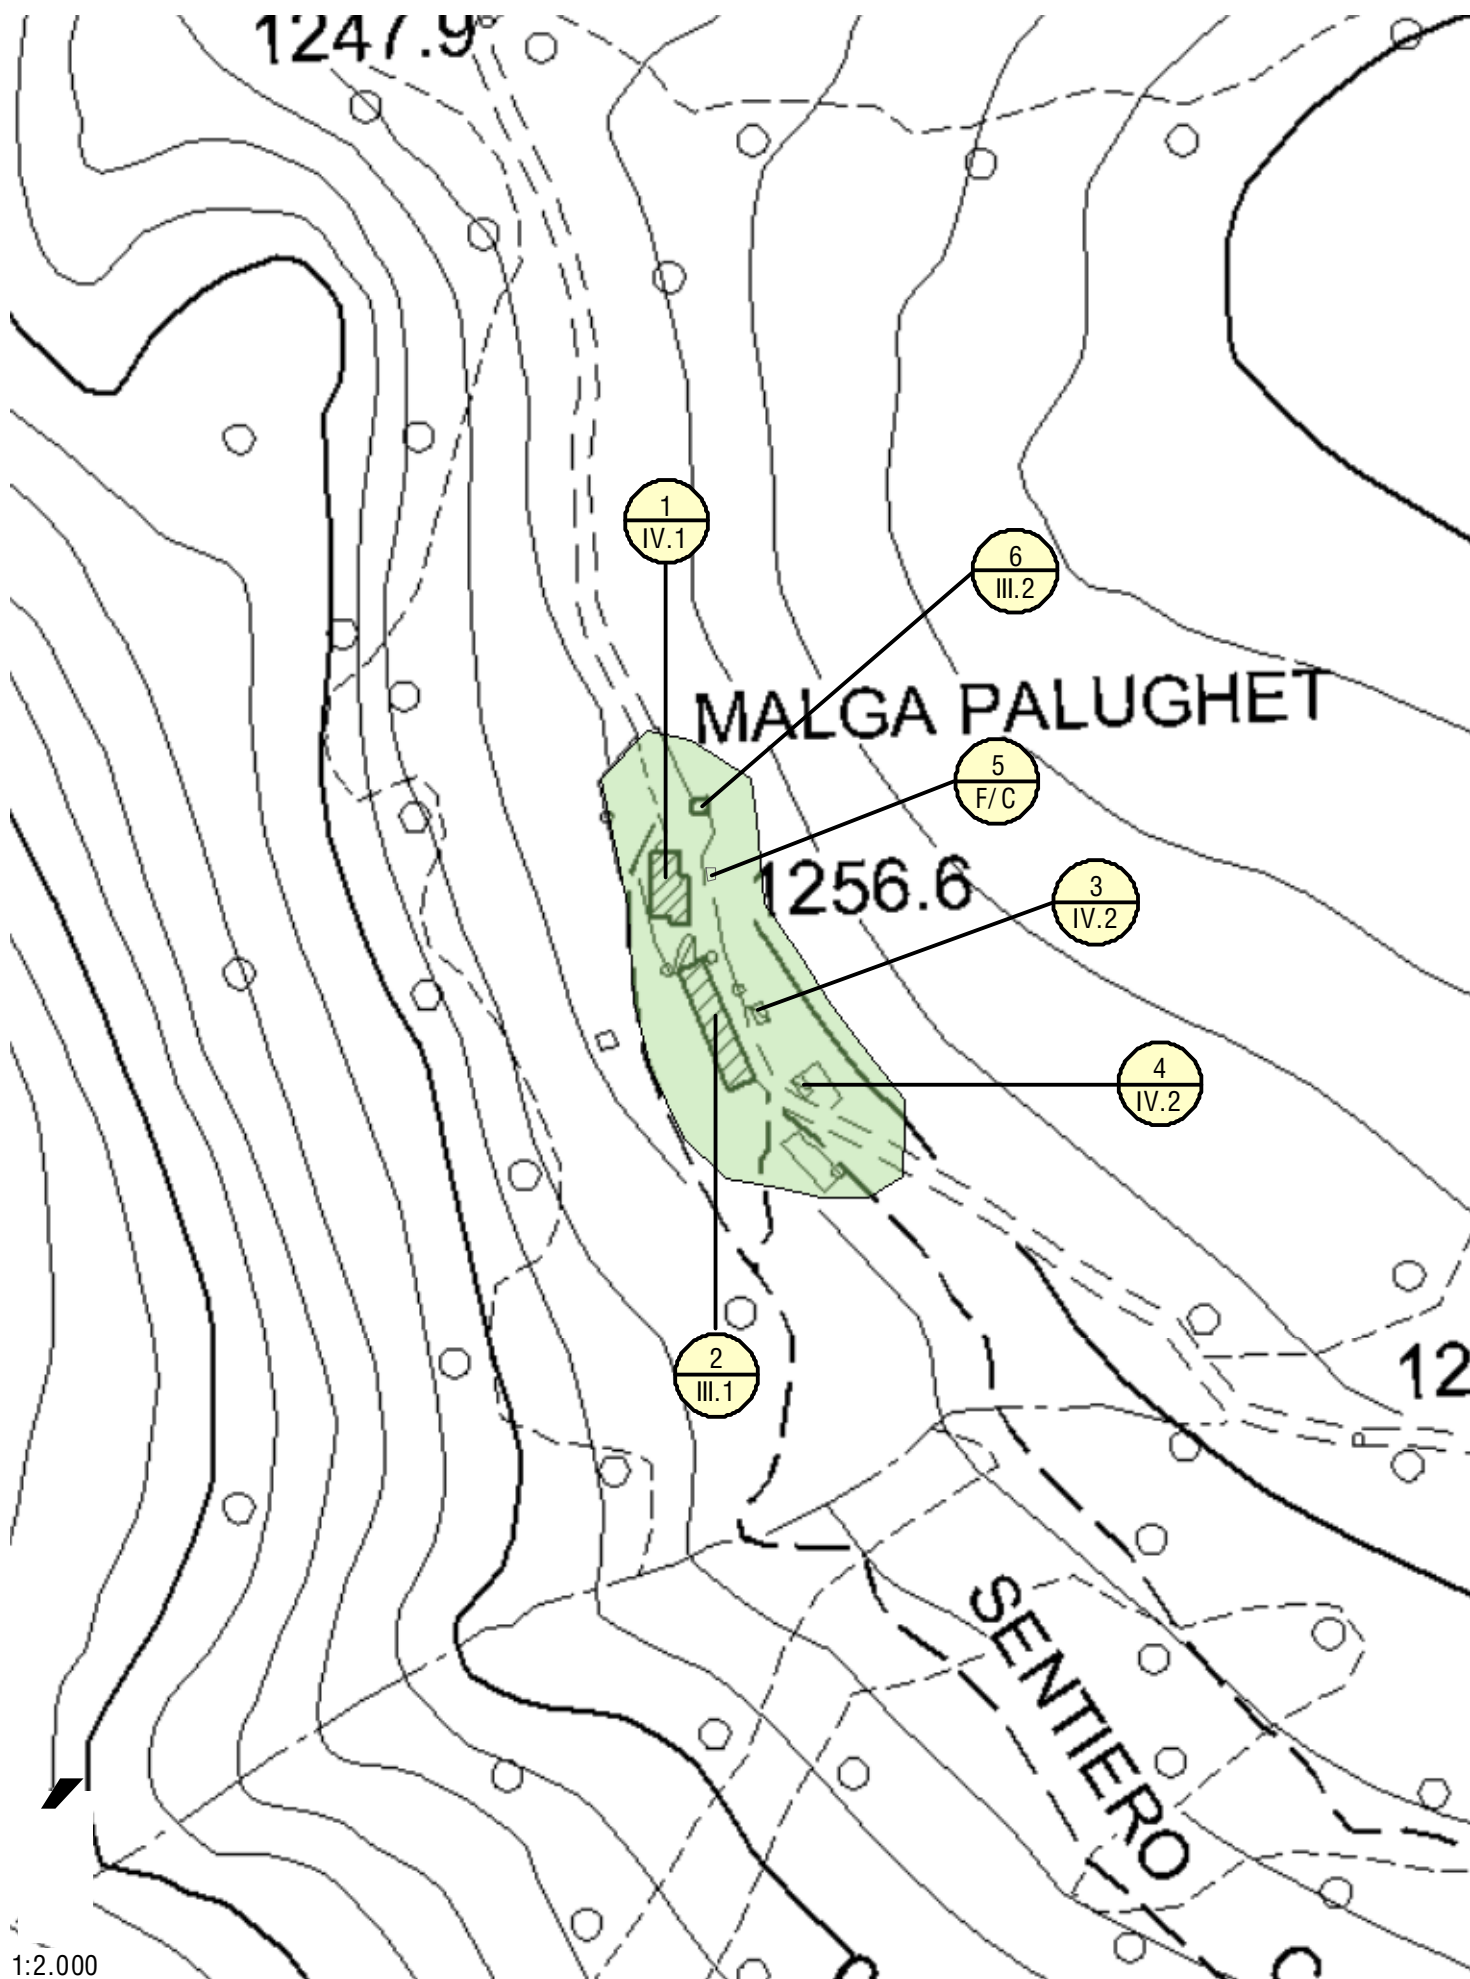 1247.9
1
IV.1
6
III.2
MALGA PALUGHET
5
F/C
1256.6
3
IV.2
4
IV.2
2
III.1
12
SENTIERO
C
1:2.000